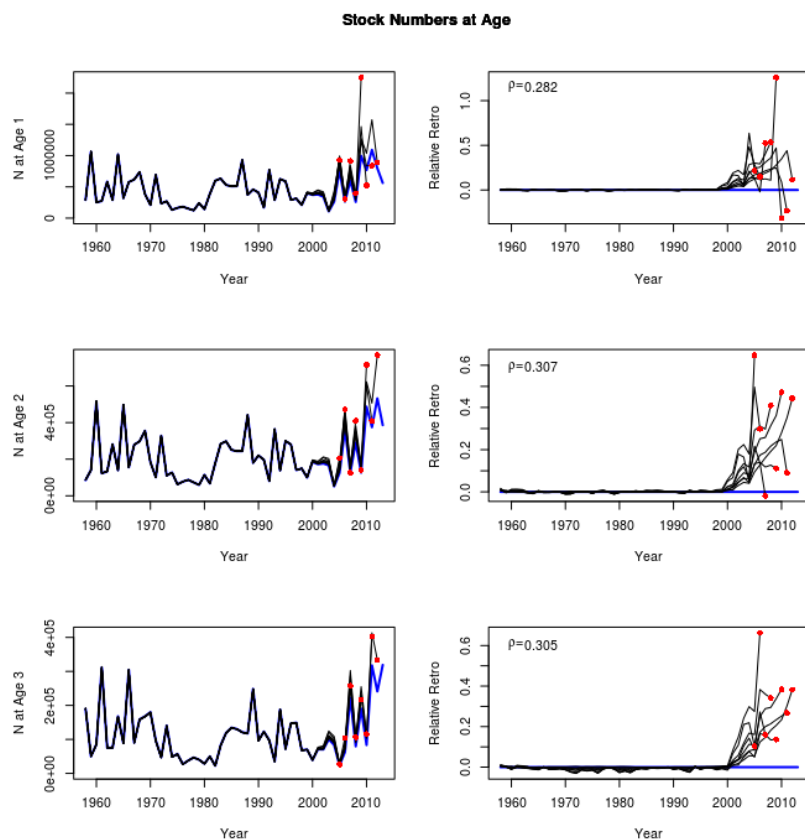 Stock Numbers at Age
N at Age 1
0
1000000
1960 1970 1980 1990 2000 2010
Year
ρ=0.282
Relative Retro
0.0
0.5
1.0
1960 1970 1980 1990 2000 2010
Year
N at Age 2
0e+00
4e+05
1960 1970 1980 1990 2000 2010
Year
ρ=0.307
Relative Retro
0.0
0.2
0.4
0.6
1960 1970 1980 1990 2000 2010
Year
N at Age 3
0e+00
2e+05
4e+05
1960 1970 1980 1990 2000 2010
Year
ρ=0.305
Relative Retro
0.0
0.2
0.4
0.6
1960 1970 1980 1990 2000 2010
Year